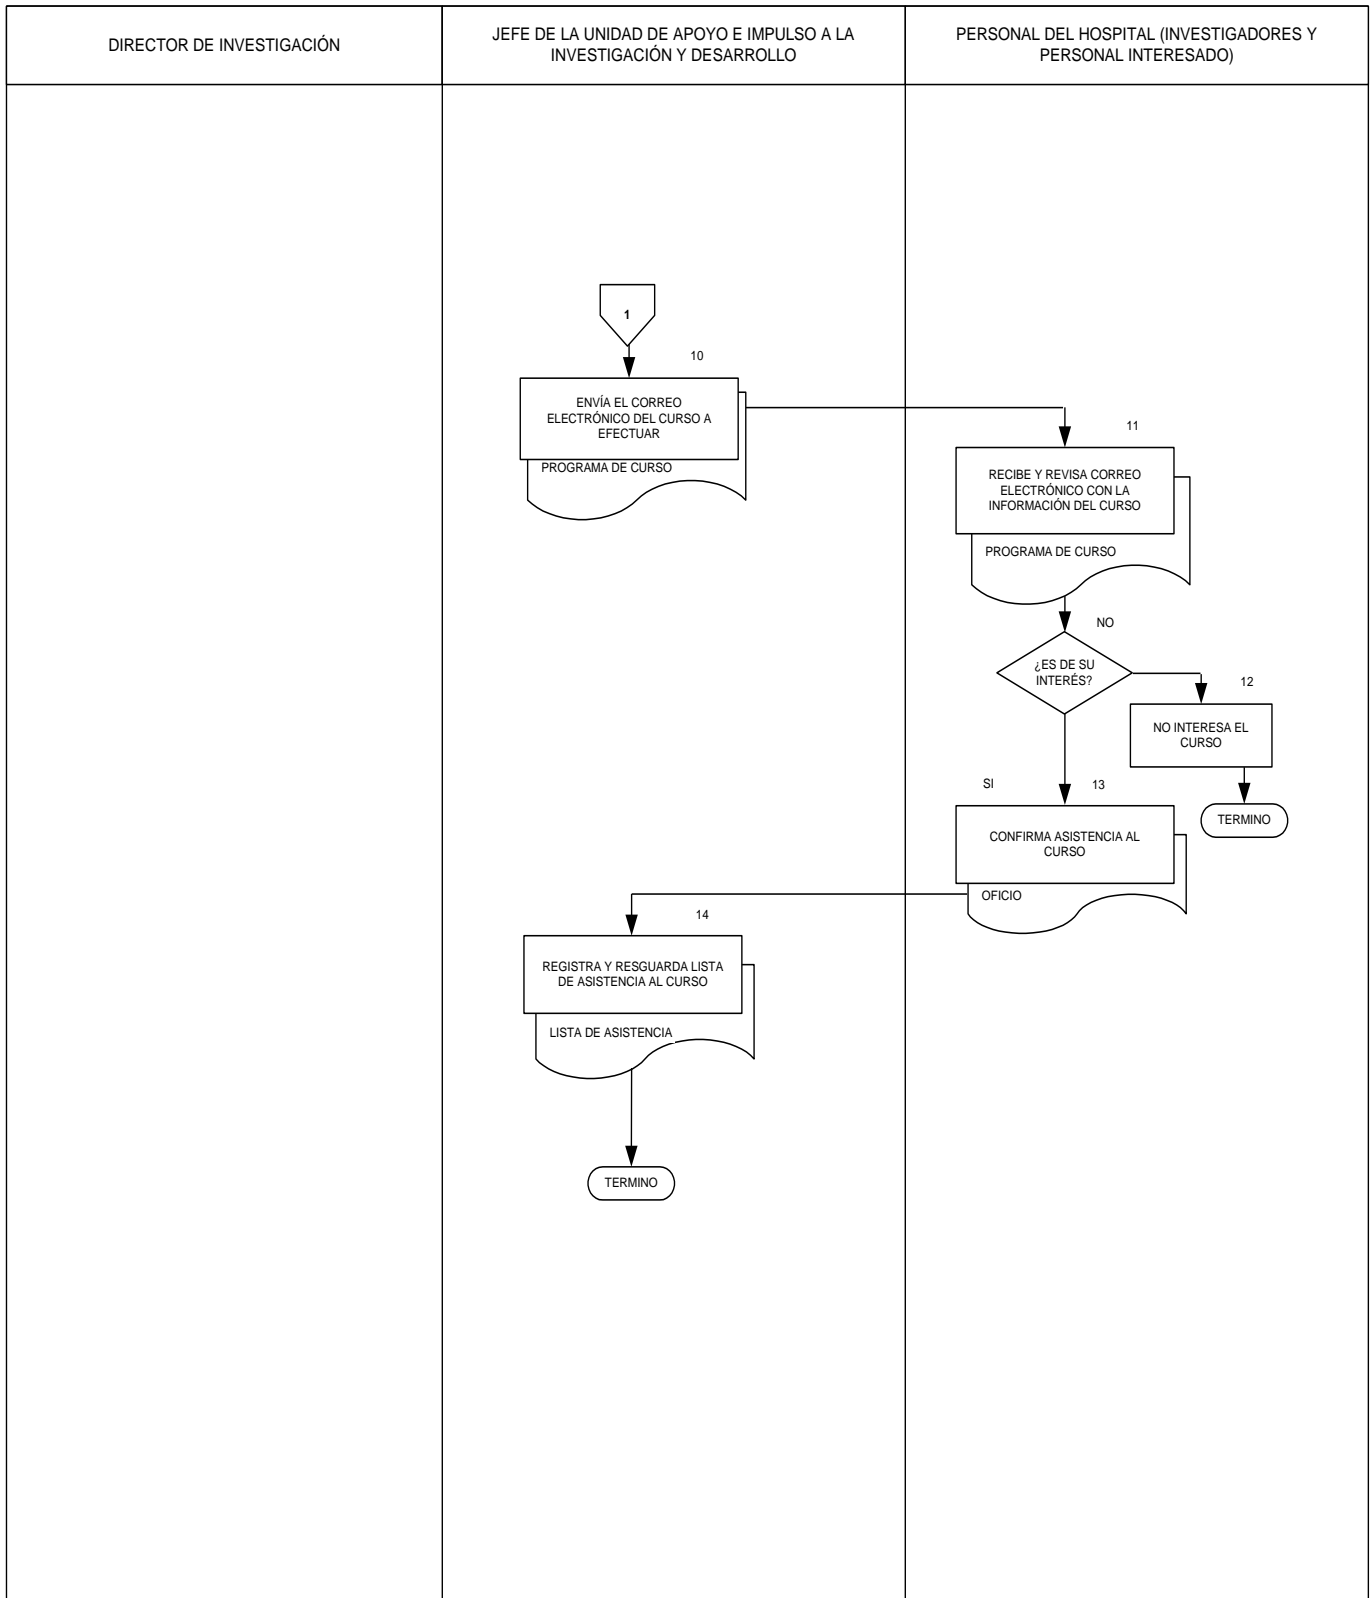 DIRECTOR DE INVESTIGACIÓN
JEFE DE LA UNIDAD DE APOYO E IMPULSO A LA
INVESTIGACIÓN Y DESARROLLO
PERSONAL DEL HOSPITAL (INVESTIGADORES Y
PERSONAL INTERESADO)
1
10
ENVÍA EL CORREO
ELECTRÓNICO DEL CURSO A
EFECTUAR
PROGRAMA DE CURSO
11
RECIBE Y REVISA CORREO
ELECTRÓNICO CON LA
INFORMACIÓN DEL CURSO
PROGRAMA DE CURSO
NO
¿ES DE SU
INTERÉS?
12
NO INTERESA EL
CURSO
TERMINO
SI
13
CONFIRMA ASISTENCIA AL
CURSO
OFICIO
14
REGISTRA Y RESGUARDA LISTA
DE ASISTENCIA AL CURSO
LISTA DE ASISTENCIA
TERMINO